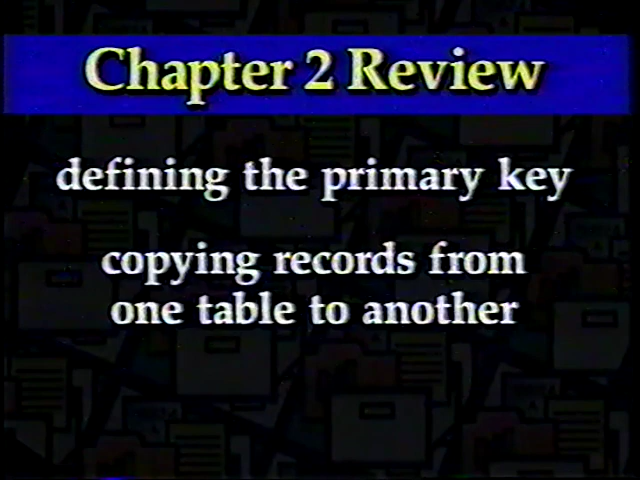 Chapter 2 Review
defining the primary key
copying records from
one table to another